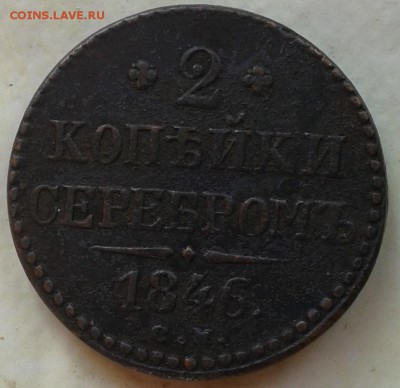 COINS.LAVE.RU
2
КОПѢЙКИ
СЕРЕБРОМЪ
1846.
С.М.